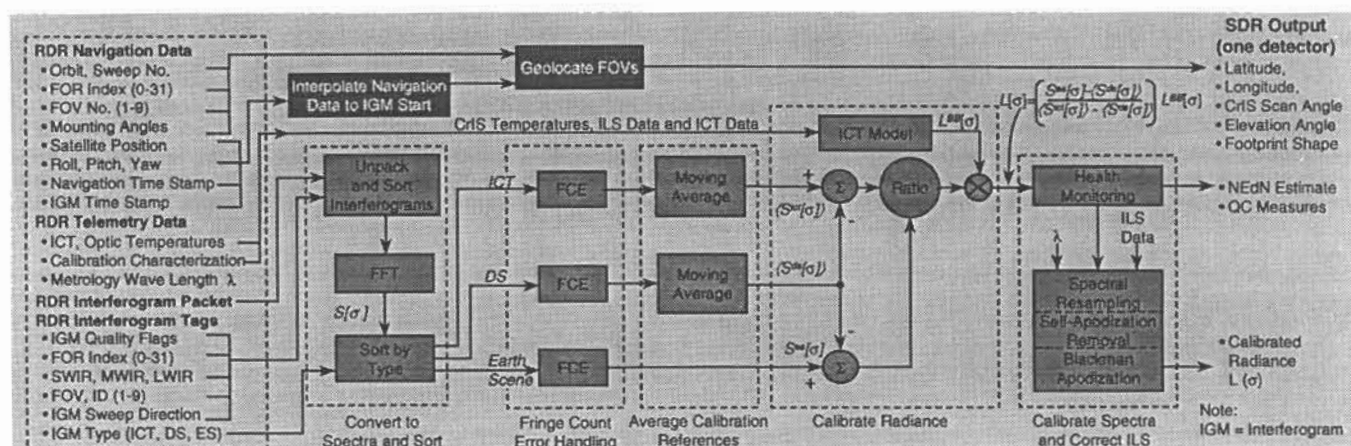 RDR Navigation Data
• Orbit, Sweep No.
• FOR Index (0-31)
• FOV No. (1-9)
• Mounting Angles
• Satellite Position
• Roll, Pitch, Yaw
• Navigation Time Stamp
• IGM Time Stamp
RDR Telemetry Data
• ICT, Optic Temperatures
• Calibration Characterization
• Metrology Wave Length λ
RDR Interferogram Packet
RDR Interferogram Tags
• IGM Quality Flags
• FOR Index (0-31)
• SWIR, MWIR, LWIR
• FOV, ID (1-9)
• IGM Sweep Direction
• IGM Type (ICT, DS, ES)
Interpolate Navigation
Data to IGM Start
Geolocate FOVs
CrIS Temperatures, ILS Data and ICT Data
Unpack
and Sort
Interferograms
FFT
S[σ]
Sort by
Type
Convert to
Spectra and Sort
ICT
DS
Earth
Scene
FCE
FCE
FCE
Fringe Count
Error Handling
Moving
Average
Moving
Average
Average Calibration
References
ICT Model
Ratio
+
Σ
-
-
Σ
+
Calibrate Radiance
Health
Monitoring
λ
ILS
Data
Spectral
Resampling
Self-Apodization
Removal
Blackman
Apodization
Calibrate Spectra
and Correct ILS
SDR Output
(one detector)
• Latitude,
• Longitude,
• CrIS Scan Angle
• Elevation Angle
• Footprint Shape
• NEdN Estimate
• QC Measures
• Calibrated
Radiance
L (σ)
Note:
IGM = Interferogram